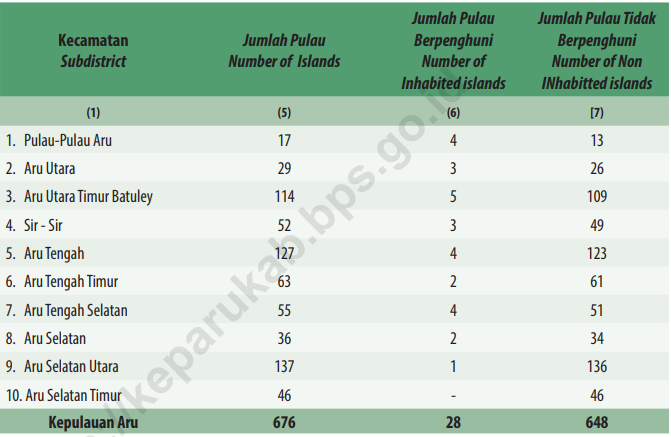 Kecamatan
Subdistrict
Jumlah Pulau
Number of Islands
Jumlah Pulau
Berpenghuni
Number of
Inhabited islands
Jumlah Pulau Tidak
Berpenghuni
Number of Non
INhabitted islands
(1) (5) (6) [7)
1. Pulau-Pulau Aru 17 4 13
2. Aru Utara 29 3 26
3. Aru Utara Timur Batuley 114 5 109
4. Sir - Sir 52 3 49
5. Aru Tengah 127 4 123
6. Aru Tengah Timur 63 2 61
7. Aru Tengah Selatan 55 4 51
8. Aru Selatan 36 2 34
9. Aru Selatan Utara 137 1 136
10. Aru Selatan Timur 46 - 46
Kepulauan Aru 676 28 648
//keparukab.bps.go.id